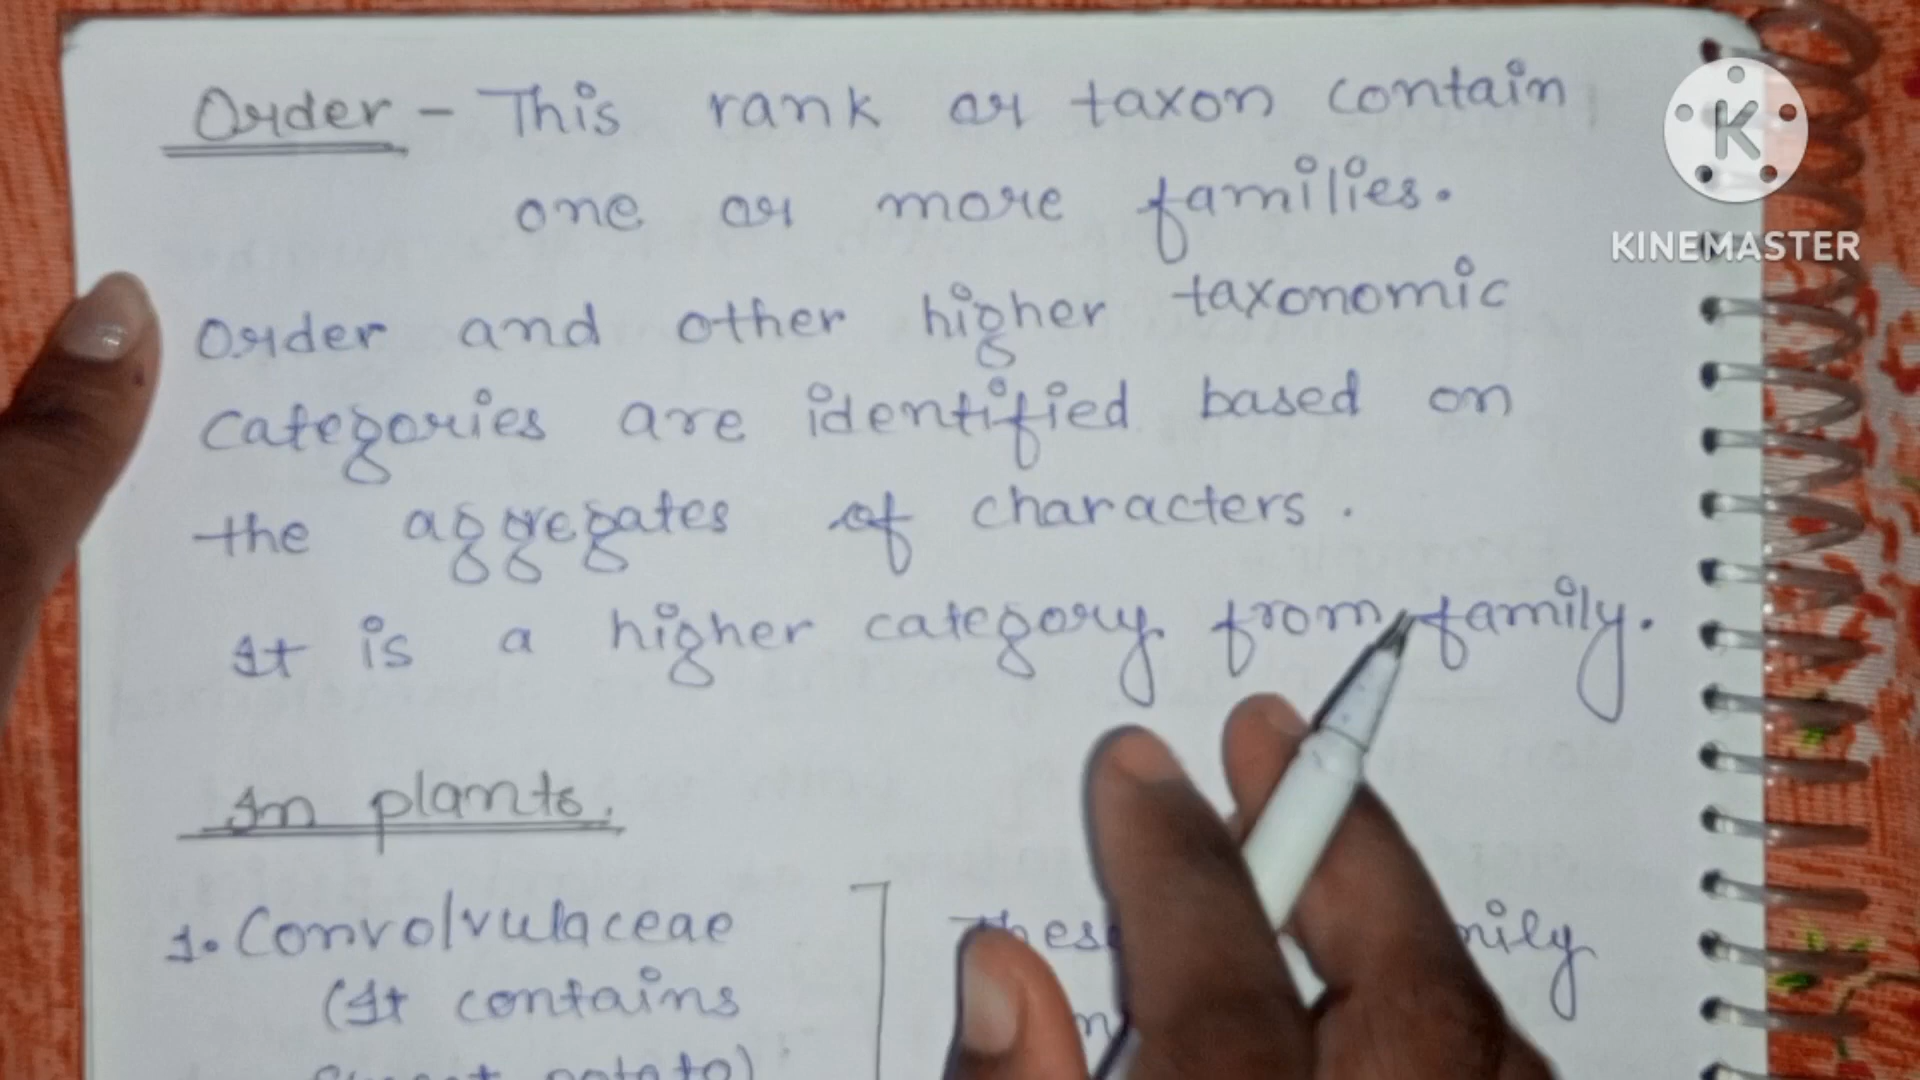 Order - This rank or taxon contain
one or more families.
Order and other higher taxonomic
categories are identified based on
the aggregates of characters.
It is a higher category from family.
In plants.
1. Convolvulaceae
(It contains
potato)
K
KINEMASTER